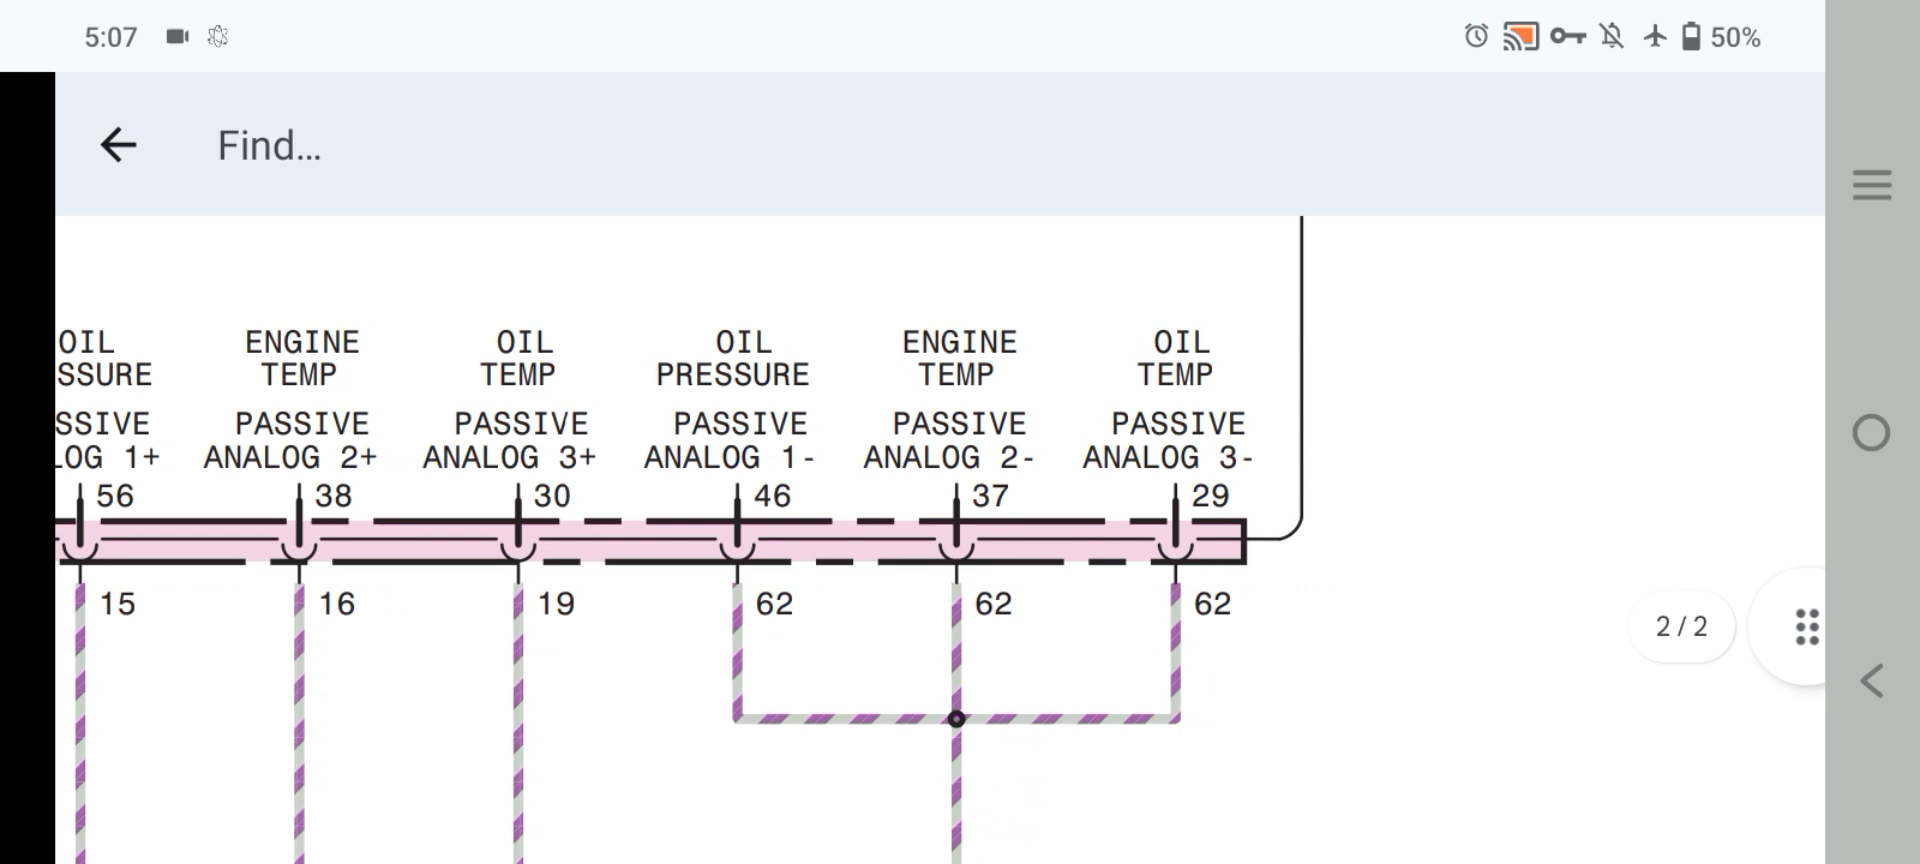 5:07
50%
Find...
OIL ENGINE OIL OIL ENGINE OIL
SSURE TEMP TEMP PRESSURE TEMP TEMP
SSIVE PASSIVE PASSIVE PASSIVE PASSIVE PASSIVE
LOG 1+ ANALOG 2+ ANALOG 3+ ANALOG 1- ANALOG 2- ANALOG 3-
56 38 30 46 37 29
15 16 19 62 62 62
2/2